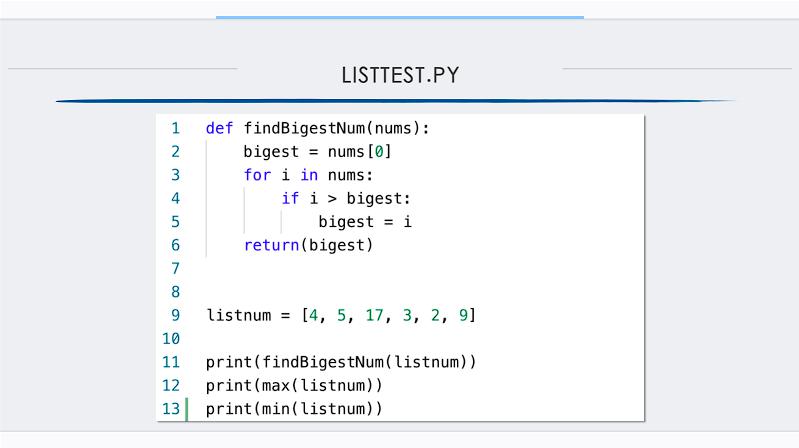 LISTTEST.PY
1 def findBigestNum(nums):
2     bigest = nums[0]
3     for i in nums:
4         if i > bigest:
5             bigest = i
6     return(bigest)
7
8
9 listnum = [4, 5, 17, 3, 2, 9]
10
11 print(findBigestNum(listnum))
12 print(max(listnum))
13 print(min(listnum))